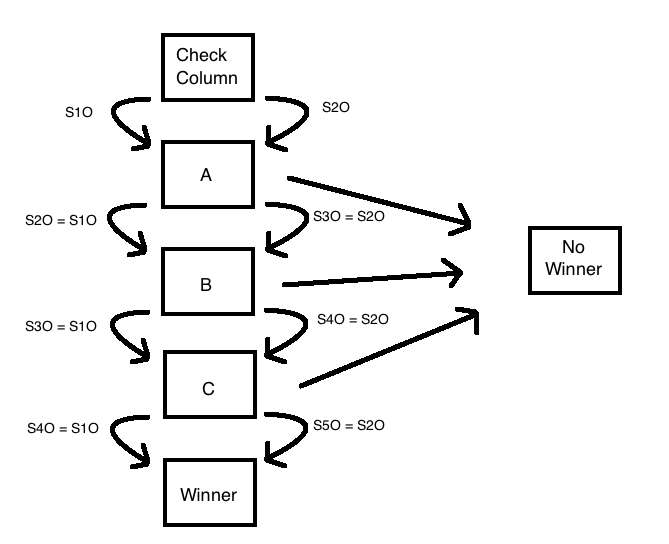 Check
Column
S1O
S2O
A
S2O = S1O
S3O = S2O
No
Winner
B
S3O = S1O
S4O = S2O
C
S4O = S1O
S5O = S2O
Winner